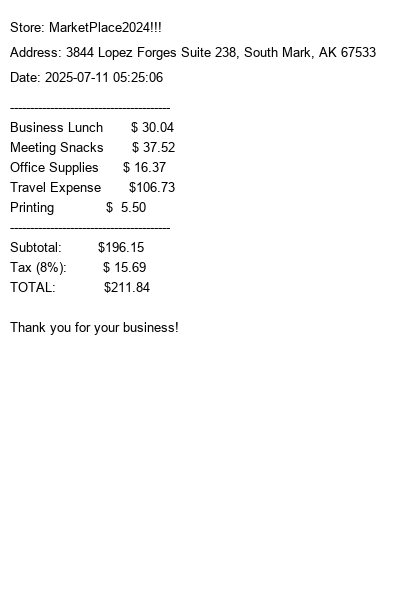 Store: MarketPlace2024!!!
Address: 3844 Lopez Forges Suite 238, South Mark, AK 67533
Date: 2025-07-11 05:25:06
----------------------------------------
Business Lunch $ 30.04
Meeting Snacks $ 37.52
Office Supplies $ 16.37
Travel Expense $106.73
Printing $ 5.50
----------------------------------------
Subtotal: $196.15
Tax (8%): $ 15.69
TOTAL: $211.84
Thank you for your business!